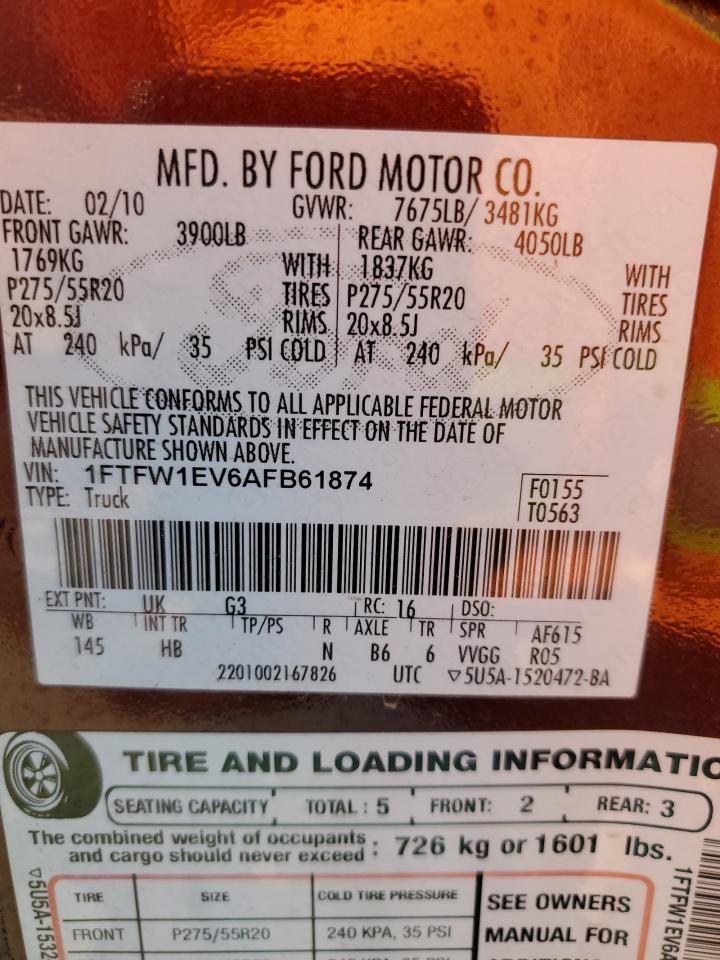 MFD. BY FORD MOTOR CO.
DATE: 02/10 GVWR: 7675LB/ 3481KG
FRONT GAWR: 3900LB REAR GAWR: 4050LB
1769KG WITH 1837KG WITH
P275/55R20 TIRES P275/55R20 TIRES
20x8.5J RIMS 20x8.5J RIMS
AT 240 kPa/ 35 PSI COLD AT 240 kPa/ 35 PSI COLD
THIS VEHICLE CONFORMS TO ALL APPLICABLE FEDERAL MOTOR
VEHICLE SAFETY STANDARDS IN EFFECT ON THE DATE OF
MANUFACTURE SHOWN ABOVE.
VIN: 1FTFW1EV6AFB61874 F0155
TYPE: Truck T0563
EXT PNT: UK G3 RC: 16 DSO:
WB INT TR TP/PS R AXLE TR SPR AF615
145 HB N B6 6 VVGG R05
2201002167826 UTC ▽5U5A-1520472-BA
TIRE AND LOADING INFORMATIO
SEATING CAPACITY TOTAL : 5 FRONT: 2 REAR: 3
The combined weight of occupants
and cargo should never exceed : 726 kg or 1601 lbs.
TIRE SIZE COLD TIRE PRESSURE SEE OWNERS
FRONT P275/55R20 240 KPA, 35 PSI MANUAL FOR
▽5U5A-1532
1FTFW1EV6A